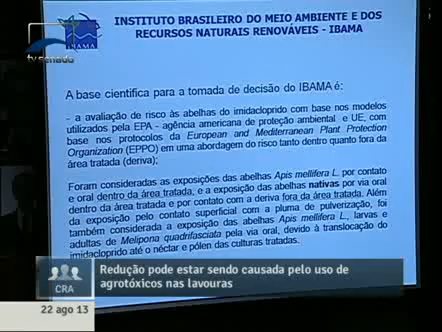 INSTITUTO BRASILEIRO DO MEIO AMBIENTE E DOS
RECURSOS NATURAIS RENOVÁVEIS - IBAMA
IBAMA
tv senado
A base cientifica para a tomada de decisão do IBAMA é:
- a avaliação de risco às abelhas do imidacloprido com base nos modelos
utilizados pela EPA - agência americana de proteção ambiental e UE, com
base nos protocolos da European and Mediterranean Plant Protection
Organization (EPPO) em uma abordagem do risco tanto dentro quanto fora da
área tratada (deriva);
Foram consideradas as exposições das abelhas Apis mellifera L. por contato
e oral dentro da área tratada, e a exposição das abelhas nativas por via oral
dentro da área tratada e por contato com a deriva fora da área tratada. Além
da exposição pelo contato superficial com a pluma de pulverização, foi
também considerada a exposição das abelhas Apis mellifera L., larvas e
adultas de Melipona quadrifasciata pela via oral, devido à translocação do
imidacloprido até o néctar e pólen das culturas tratadas.
CRA
Redução pode estar sendo causada pelo uso de
agrotóxicos nas lavouras
22 ago 13